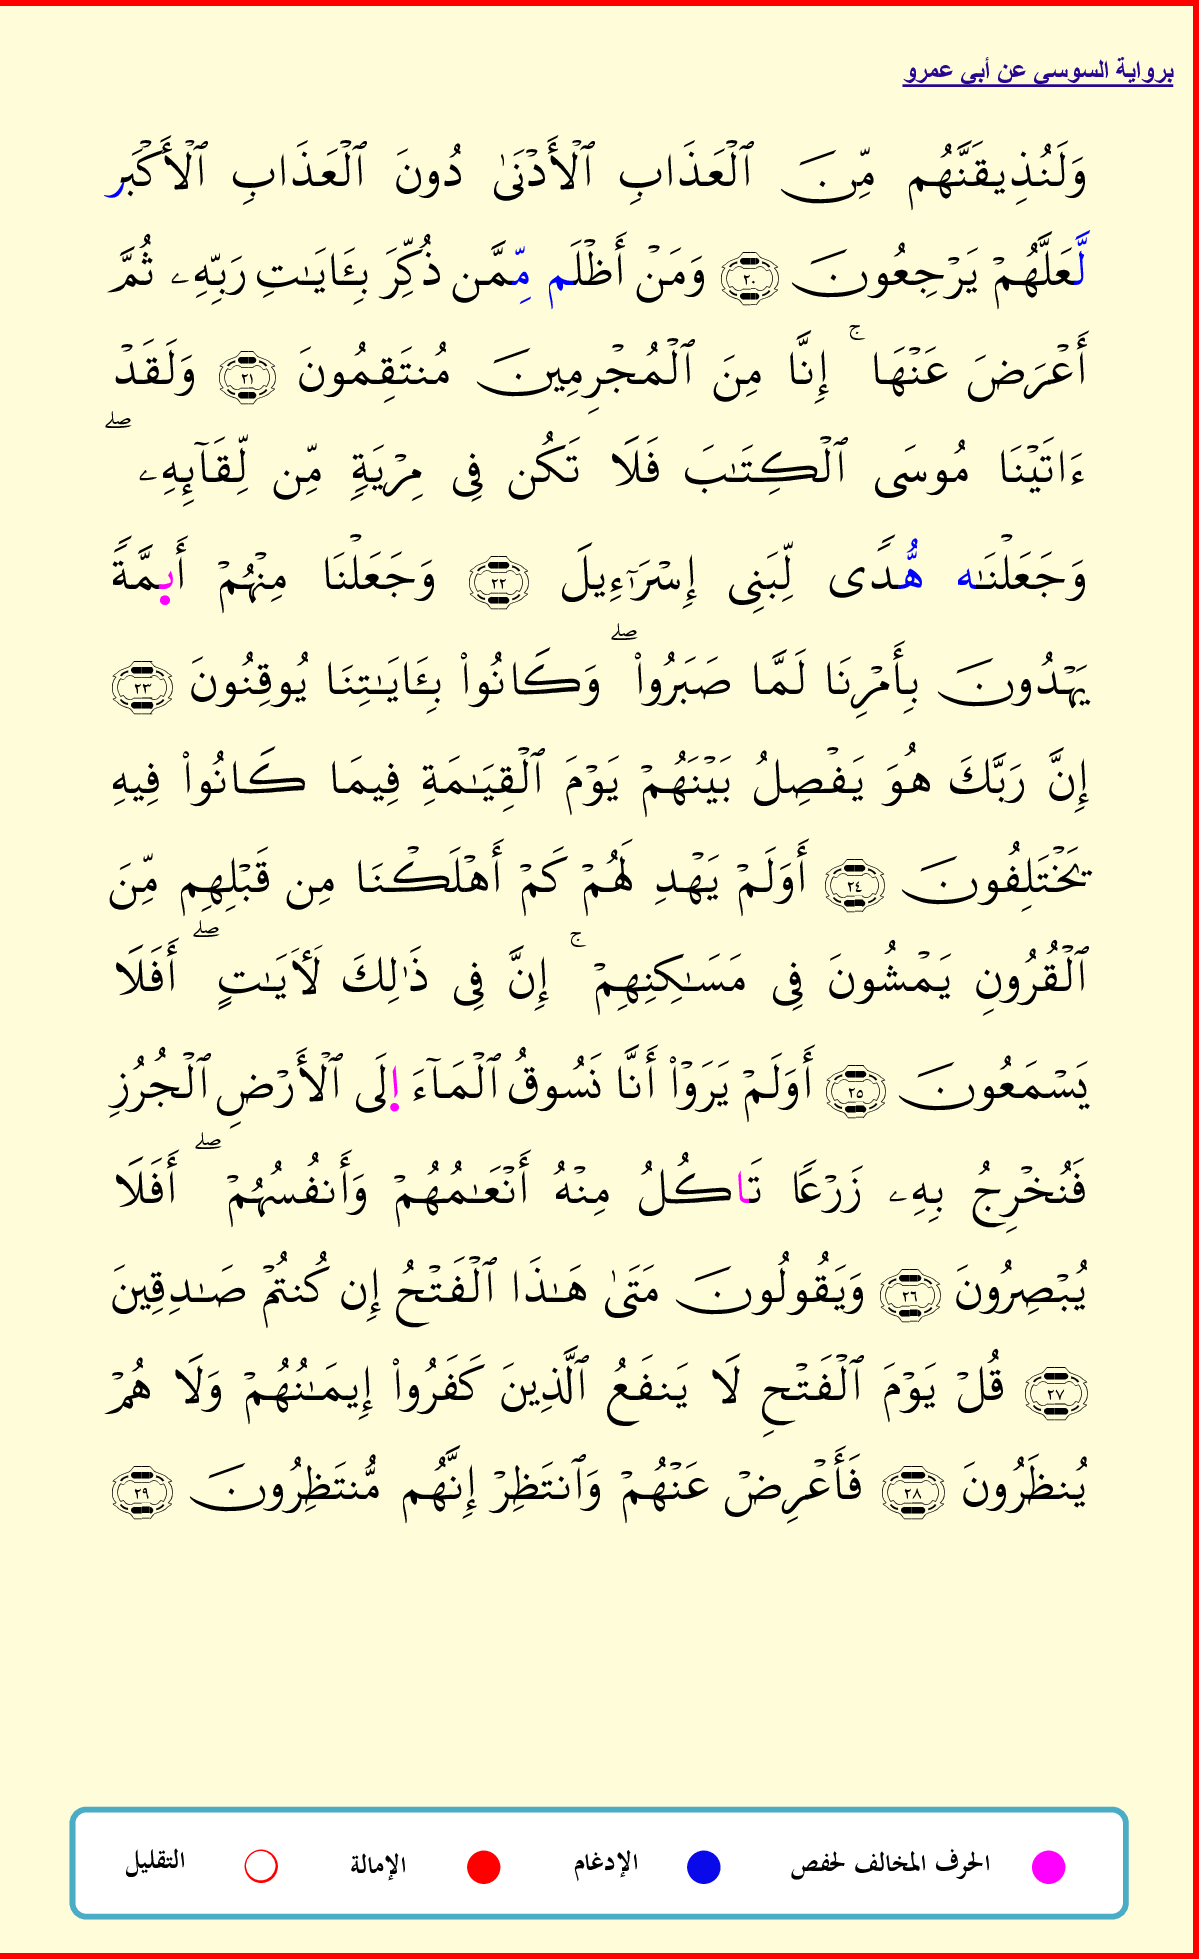 برواية السوسي عن أبي عمرو
وَلَنُذِيقَنَّهُم مِّنَ ٱلْعَذَابِ ٱلْأَدْنَىٰ دُونَ ٱلْعَذَابِ ٱلْأَكْبَر
لَّعَلَّهُمْ يَرْجِعُونَ ٢٠ وَمَنْ أَظْلَم مِّمَّن ذُكِّرَ بِـَٔايَٰتِ رَبِّهِۦ ثُمَّ
أَعْرَضَ عَنْهَا ۚ إِنَّا مِنَ ٱلْمُجْرِمِينَ مُنتَقِمُونَ ٢١ وَلَقَدْ
ءَاتَيْنَا مُوسَى ٱلْكِتَٰبَ فَلَا تَكُن فِى مِرْيَةٍ مِّن لِّقَآئِهِۦ ۖ
وَجَعَلْنَٰه هُّدًى لِّبَنِى إِسْرَٰٓءِيلَ ٢٢ وَجَعَلْنَا مِنْهُمْ أَىِٕمَّةً
يَهْدُونَ بِأَمْرِنَا لَمَّا صَبَرُوا۟ ۖ وَكَانُوا۟ بِـَٔايَٰتِنَا يُوقِنُونَ ٢٣
إِنَّ رَبَّكَ هُوَ يَفْصِلُ بَيْنَهُمْ يَوْمَ ٱلْقِيَٰمَةِ فِيمَا كَانُوا۟ فِيهِ
يَخْتَلِفُونَ ٢٤ أَوَلَمْ يَهْدِ لَهُمْ كَمْ أَهْلَكْنَا مِن قَبْلِهِم مِّنَ
ٱلْقُرُونِ يَمْشُونَ فِى مَسَٰكِنِهِمْ ۚ إِنَّ فِى ذَٰلِكَ لَأَيَٰتٍ ۖ أَفَلَا
يَسْمَعُونَ ٢٥ أَوَلَمْ يَرَوْا۟ أَنَّا نَسُوقُ ٱلْمَآءَ اِلَى ٱلْأَرْضِ ٱلْجُرُزِ
فَنُخْرِجُ بِهِۦ زَرْعًا تَاكُلُ مِنْهُ أَنْعَٰمُهُمْ وَأَنفُسُهُمْ ۖ أَفَلَا
يُبْصِرُونَ ٢٦ وَيَقُولُونَ مَتَىٰ هَٰذَا ٱلْفَتْحُ إِن كُنتُمْ صَٰدِقِينَ
٢٧ قُلْ يَوْمَ ٱلْفَتْحِ لَا يَنفَعُ ٱلَّذِينَ كَفَرُوا۟ إِيمَٰنُهُمْ وَلَا هُمْ
يُنظَرُونَ ٢٨ فَأَعْرِضْ عَنْهُمْ وَٱنتَظِرْ إِنَّهُم مُّنتَظِرُونَ ٢٩
الحرف المخالف لحفص الإدغام الإمالة التقليل